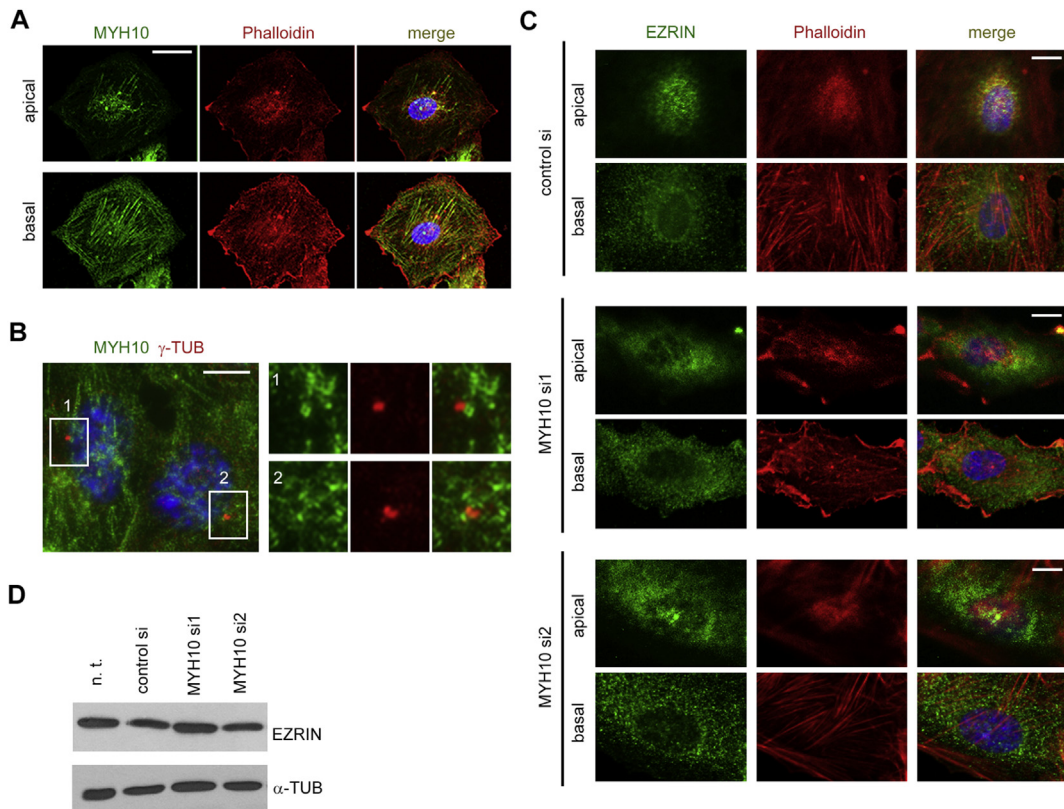 A
MYH10 Phalloidin merge
apical
basal
B
MYH10 γ-TUB
1
2
1
2
D
n. t.
control si
MYH10 si1
MYH10 si2
EZRIN
α-TUB
C
EZRIN Phalloidin merge
control si
apical
basal
MYH10 si1
apical
basal
MYH10 si2
apical
basal